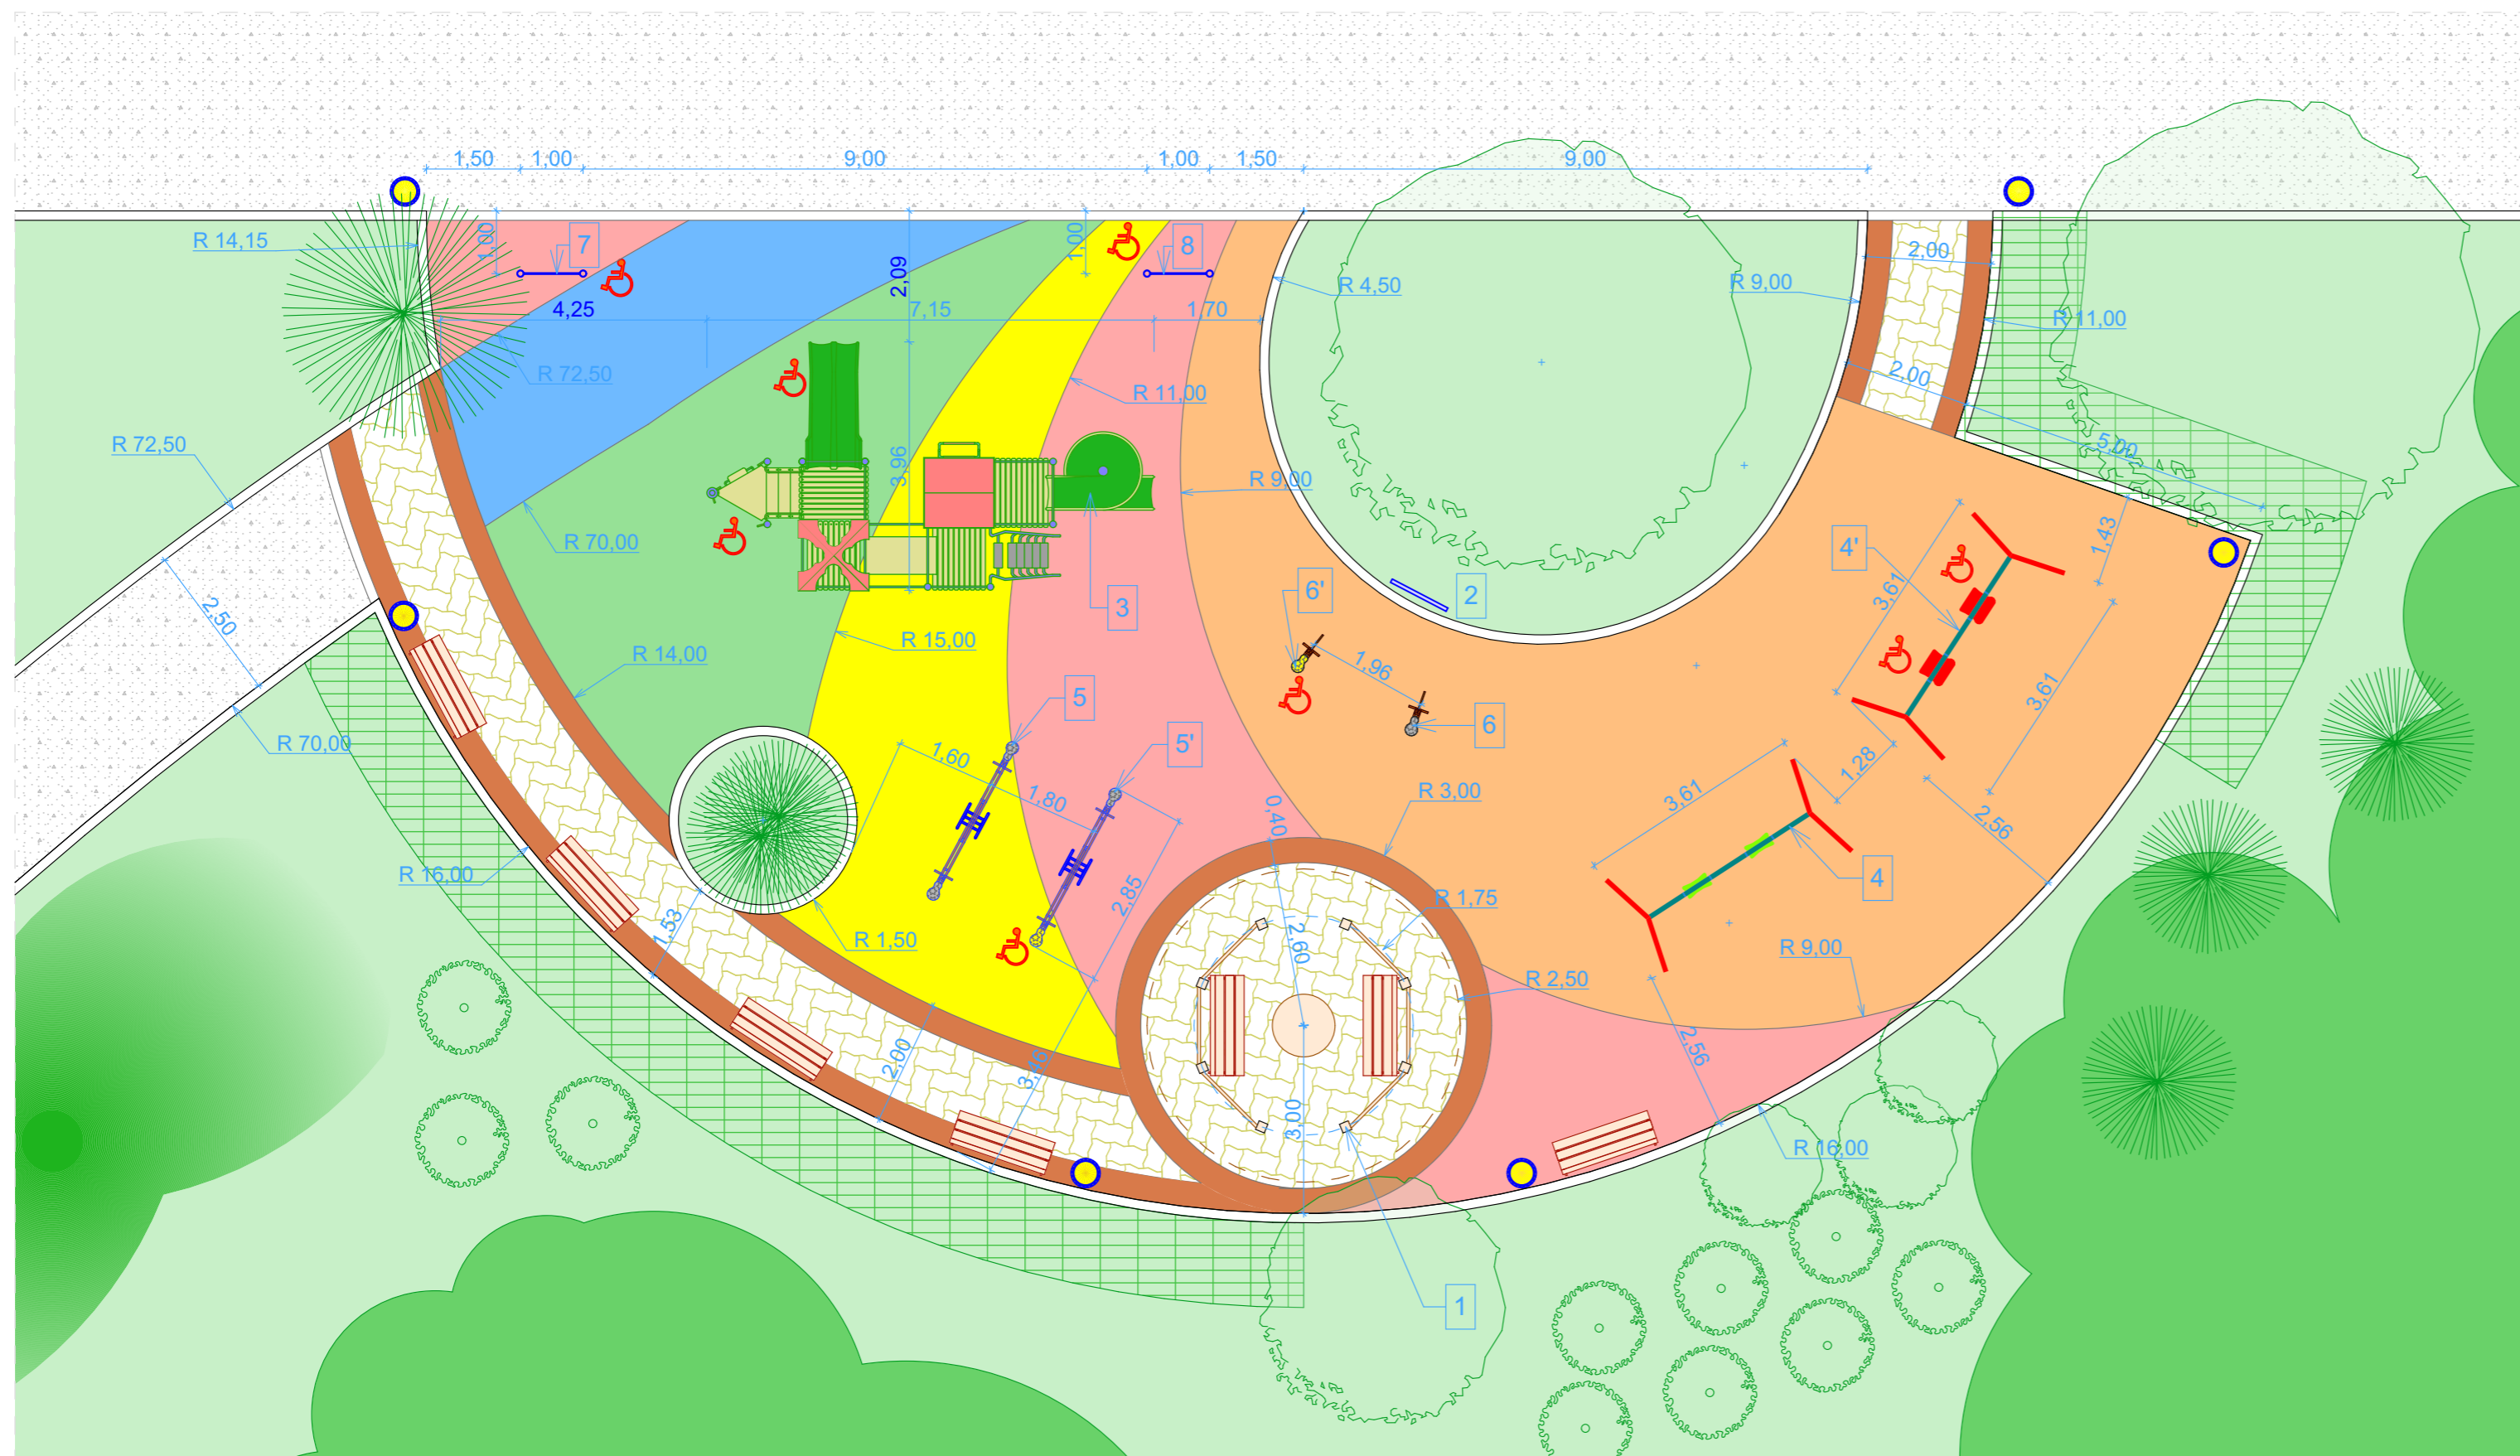 1,50 1,00 9,00 1,00 1,50 9,00
R 14,15 1,00 7 1,00 8 2,00
2,09 R 4,50 R 9,00
4,25 7,15 1,70 R 11,00
R 72,50 R 11,00 2,00
R 72,50 3,96 R 9,00 5,00
R 70,00 4' 1,43
2,50 3 6' 2 3,61
R 14,00 R 15,00 1,96
5 6 3,61
R 70,00 1,60 5' 1,28
1,80 0,40 R 3,00 3,61 2,56
R 16,00 2,85 R 1,75 4
1,53 R 1,50 2,60 R 9,00
R 2,50
2,00 3,16 2,56
3,00 R 16,00
1